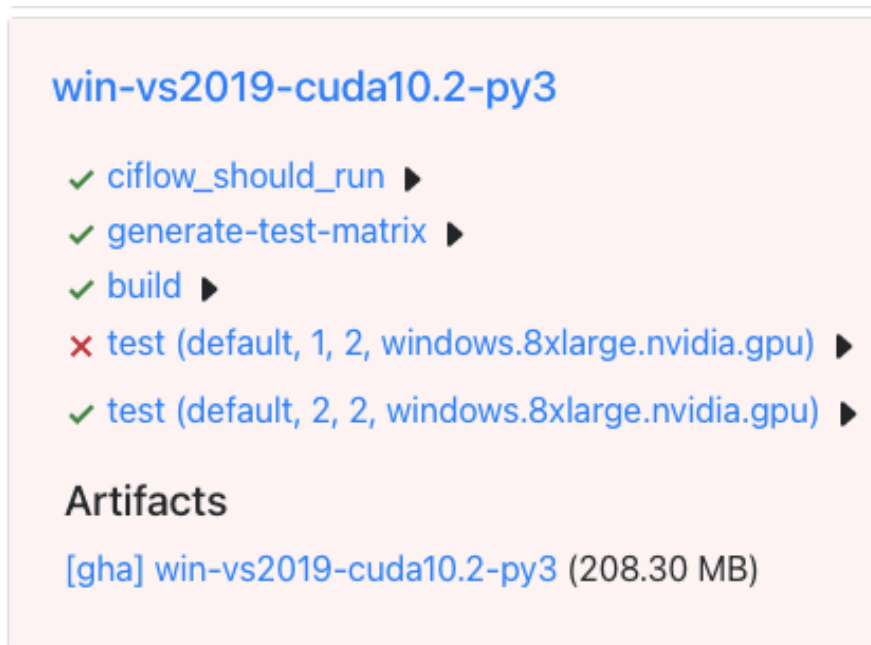 win-vs2019-cuda10.2-py3
ciflow_should_run
generate-test-matrix
build
test (default, 1, 2, windows.8xlarge.nvidia.gpu)
test (default, 2, 2, windows.8xlarge.nvidia.gpu)
Artifacts
[gha] win-vs2019-cuda10.2-py3 (208.30 MB)